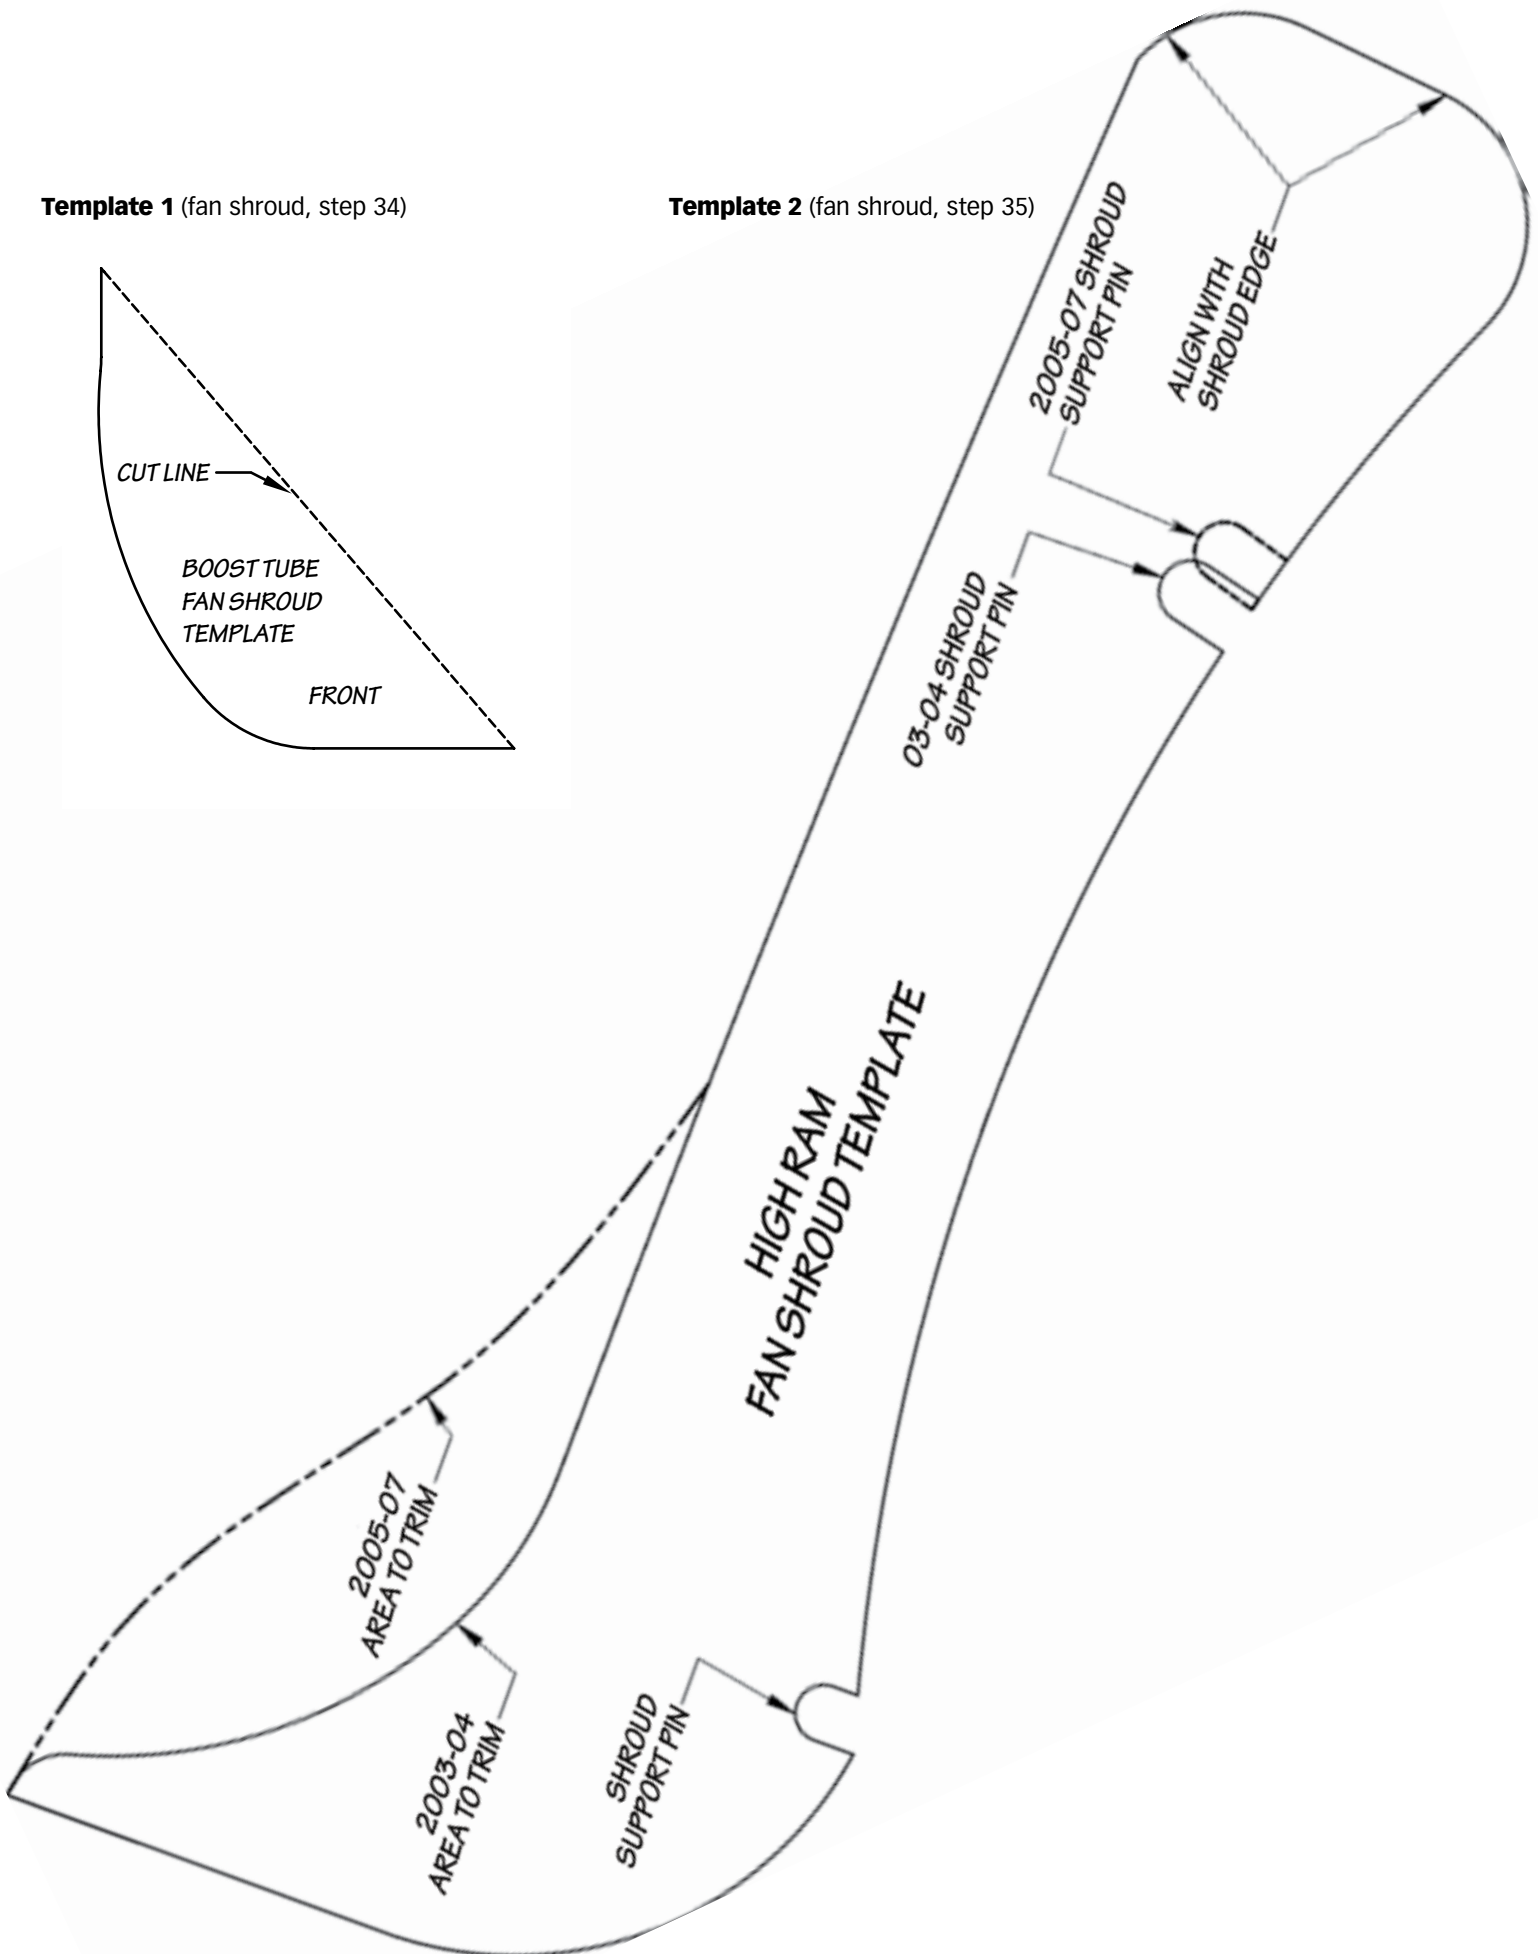 Template 1 (fan shroud, step 34)
CUT LINE
BOOST TUBE
FAN SHROUD
TEMPLATE
FRONT
Template 2 (fan shroud, step 35)
2005-07 SHROUD
SUPPORT PIN
ALIGN WITH
SHROUD EDGE
03-04 SHROUD
SUPPORT PIN
HIGH RAM
FAN SHROUD TEMPLATE
2005-07
AREA TO TRIM
2003-04
AREA TO TRIM
SHROUD
SUPPORT PIN